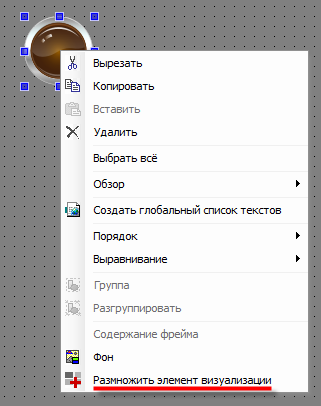 Вырезать
Копировать
Вставить
Удалить
Выбрать всё
Обзор
Создать глобальный список текстов
Порядок
Выравнивание
Группа
Разгруппировать
Содержание фрейма
Фон
Размножить элемент визуализации